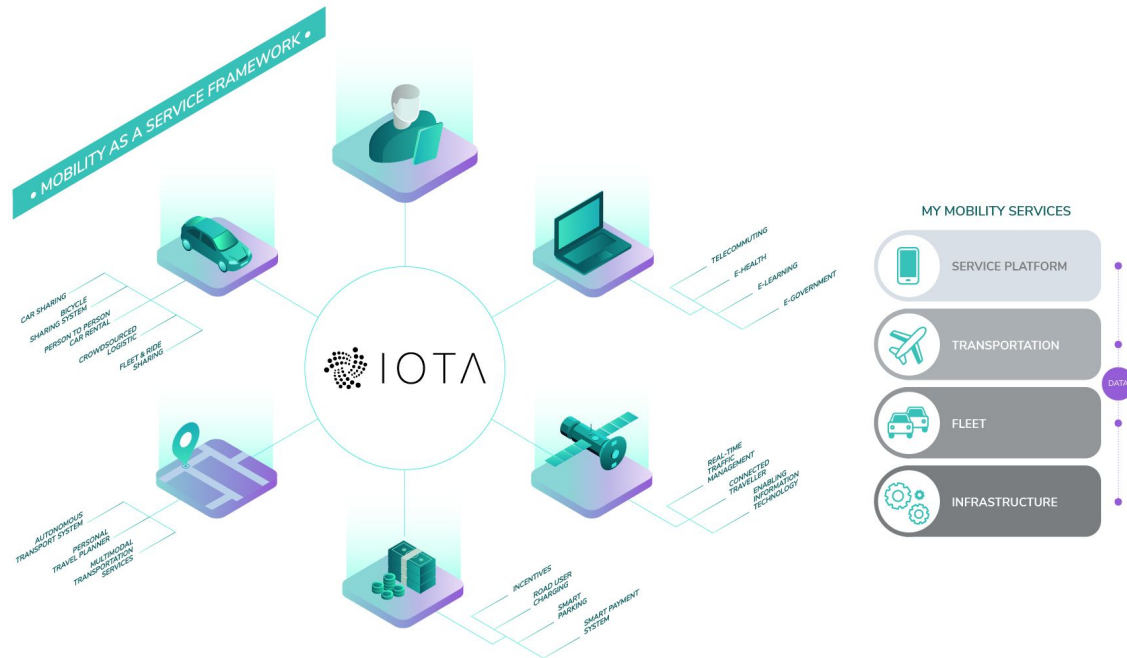 • MOBILITY AS A SERVICE FRAMEWORK •
CAR SHARING
BICYCLE
SHARING SYSTEM
PERSON TO PERSON
CAR RENTAL
CROWDSOURCED
LOGISTIC
FLEET & RIDE
SHARING
TELECOMMUTING
E-HEALTH
E-LEARNING
E-GOVERNMENT
IOTA
AUTONOMOUS
TRANSPORT SYSTEM
PERSONAL
TRAVEL PLANNER
MULTIMODAL
TRANSPORTATION
SERVICES
REAL-TIME
TRAFFIC
MANAGEMENT
CONNECTED
TRAVELLER
ENABLING
INFORMATION
TECHNOLOGY
INCENTIVES
ROAD USER
CHARGING
SMART
PARKING
SMART PAYMENT
SYSTEM
MY MOBILITY SERVICES
SERVICE PLATFORM
TRANSPORTATION
FLEET
INFRASTRUCTURE
DATA